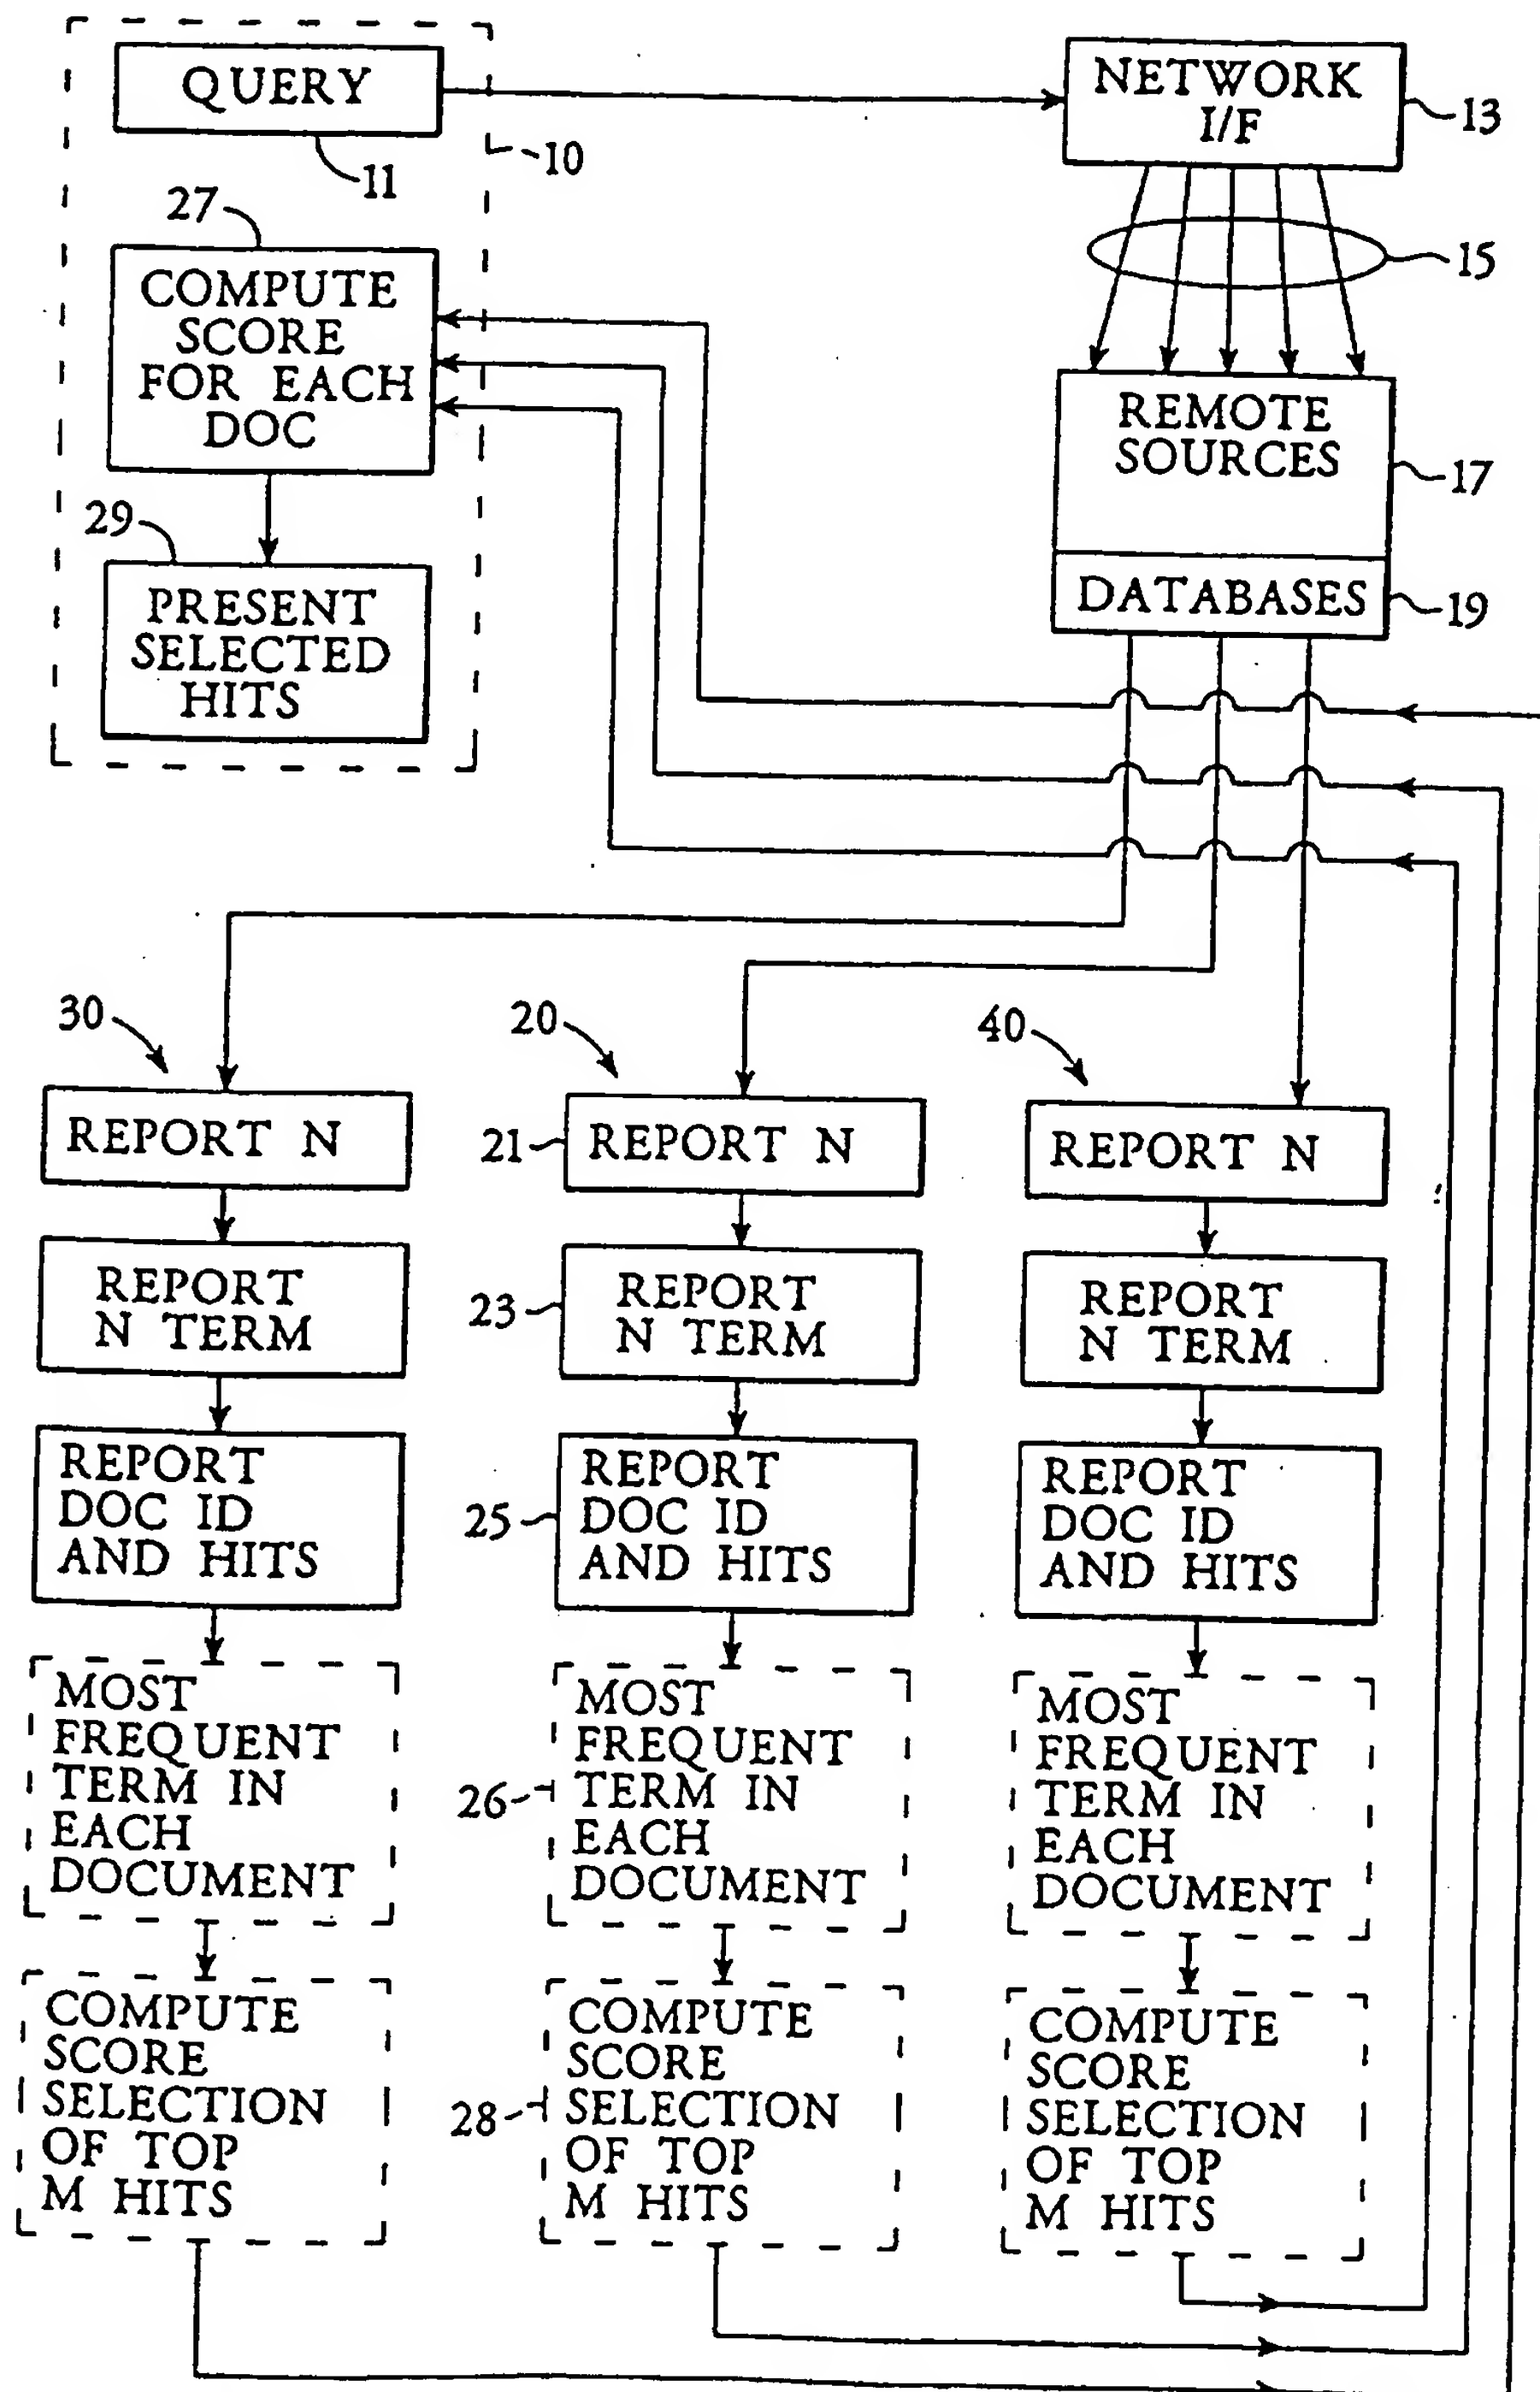 QUERY
11
10
NETWORK
I/F
13
15
27
COMPUTE
SCORE
FOR EACH
DOC
29
PRESENT
SELECTED
HITS
REMOTE
SOURCES
17
DATABASES
19
30
REPORT N
REPORT
N TERM
REPORT
DOC ID
AND HITS
MOST
FREQUENT
TERM IN
EACH
DOCUMENT
COMPUTE
SCORE
SELECTION
OF TOP
M HITS
20
21
REPORT N
23
REPORT
N TERM
25
REPORT
DOC ID
AND HITS
26
MOST
FREQUENT
TERM IN
EACH
DOCUMENT
28
COMPUTE
SCORE
SELECTION
OF TOP
M HITS
40
REPORT N
REPORT
N TERM
REPORT
DOC ID
AND HITS
MOST
FREQUENT
TERM IN
EACH
DOCUMENT
COMPUTE
SCORE
SELECTION
OF TOP
M HITS